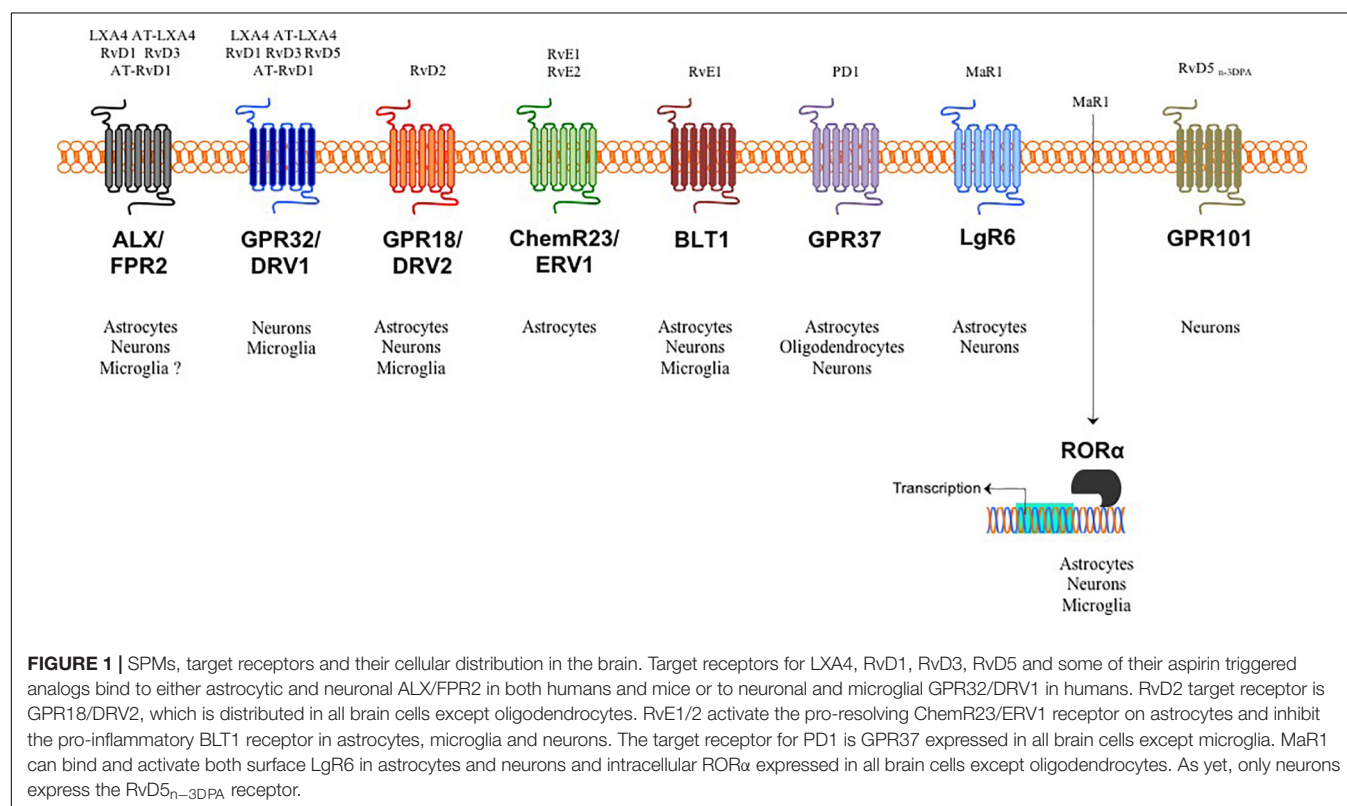 LXA4 AT-LXA4
RvD1 RvD3
AT-RvD1
LXA4 AT-LXA4
RvD1 RvD3 RvD5
AT-RvD1
RvD2
RvE1
RvE2
RvE1
PD1
MaR1
MaR1
RvD5 n-3DPA
ALX/
FPR2
GPR32/
DRV1
GPR18/
DRV2
ChemR23/
ERV1
BLT1
GPR37
LgR6
GPR101
Astrocytes
Neurons
Microglia ?
Neurons
Microglia
Astrocytes
Neurons
Microglia
Astrocytes
Astrocytes
Neurons
Microglia
Astrocytes
Oligodendrocytes
Neurons
Astrocytes
Neurons
Neurons
RORα
Transcription
Astrocytes
Neurons
Microglia
FIGURE 1 | SPMs, target receptors and their cellular distribution in the brain. Target receptors for LXA4, RvD1, RvD3, RvD5 and some of their aspirin triggered
analogs bind to either astrocytic and neuronal ALX/FPR2 in both humans and mice or to neuronal and microglial GPR32/DRV1 in humans. RvD2 target receptor is
GPR18/DRV2, which is distributed in all brain cells except oligodendrocytes. RvE1/2 activate the pro-resolving ChemR23/ERV1 receptor on astrocytes and inhibit
the pro-inflammatory BLT1 receptor in astrocytes, microglia and neurons. The target receptor for PD1 is GPR37 expressed in all brain cells except microglia. MaR1
can bind and activate both surface LgR6 in astrocytes and neurons and intracellular RORα expressed in all brain cells except oligodendrocytes. As yet, only neurons
express the RvD5n−3DPA receptor.